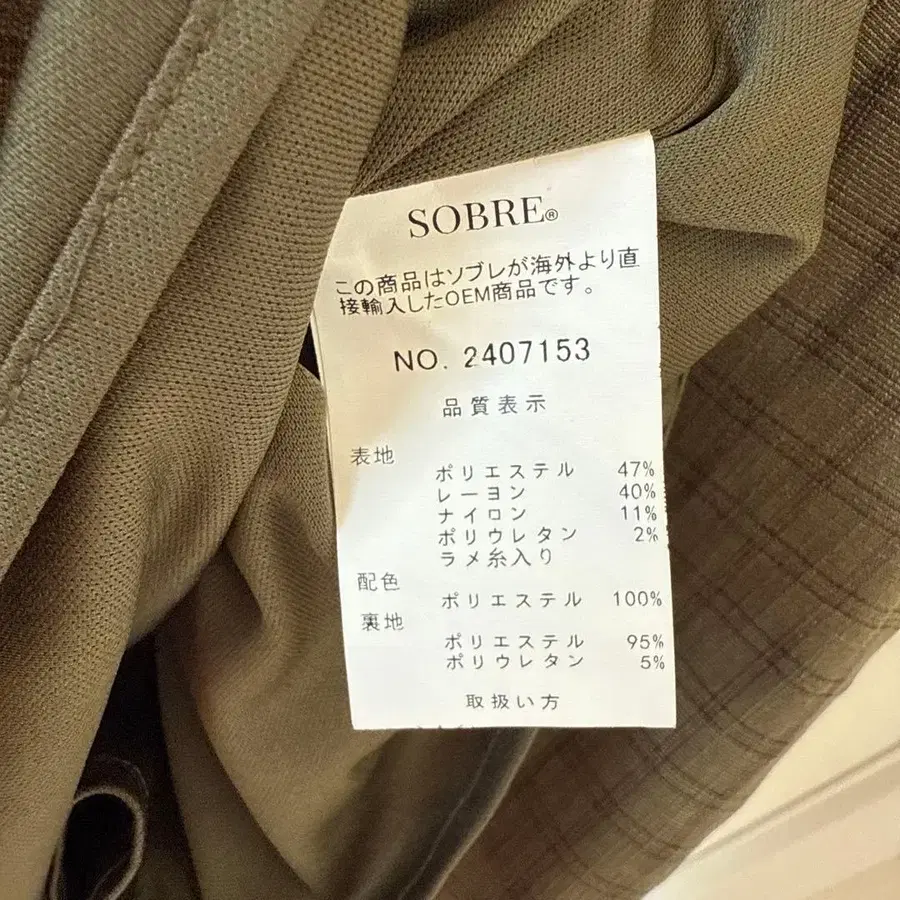 SOBRE®
この商品はソブレが海外より直
接輸入したOEM商品です。
NO. 2407153
品質表示
表地
ポリエステル 47%
レーヨン 40%
ナイロン 11%
ポリウレタン 2%
ラメ糸入り
配色
ポリエステル 100%
裏地
ポリエステル 95%
ポリウレタン 5%
取扱い方